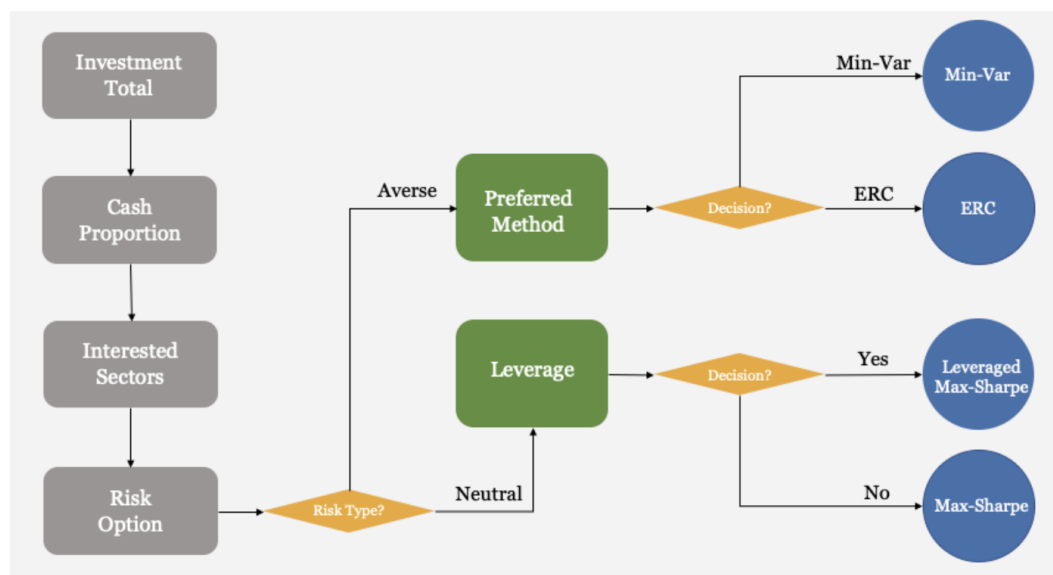 Investment
Total
Cash
Proportion
Interested
Sectors
Risk
Option
Risk Type?
Averse
Neutral
Preferred
Method
Decision?
Min-Var
Min-Var
ERC
ERC
Leverage
Decision?
Yes
Leveraged
Max-Sharpe
No
Max-Sharpe